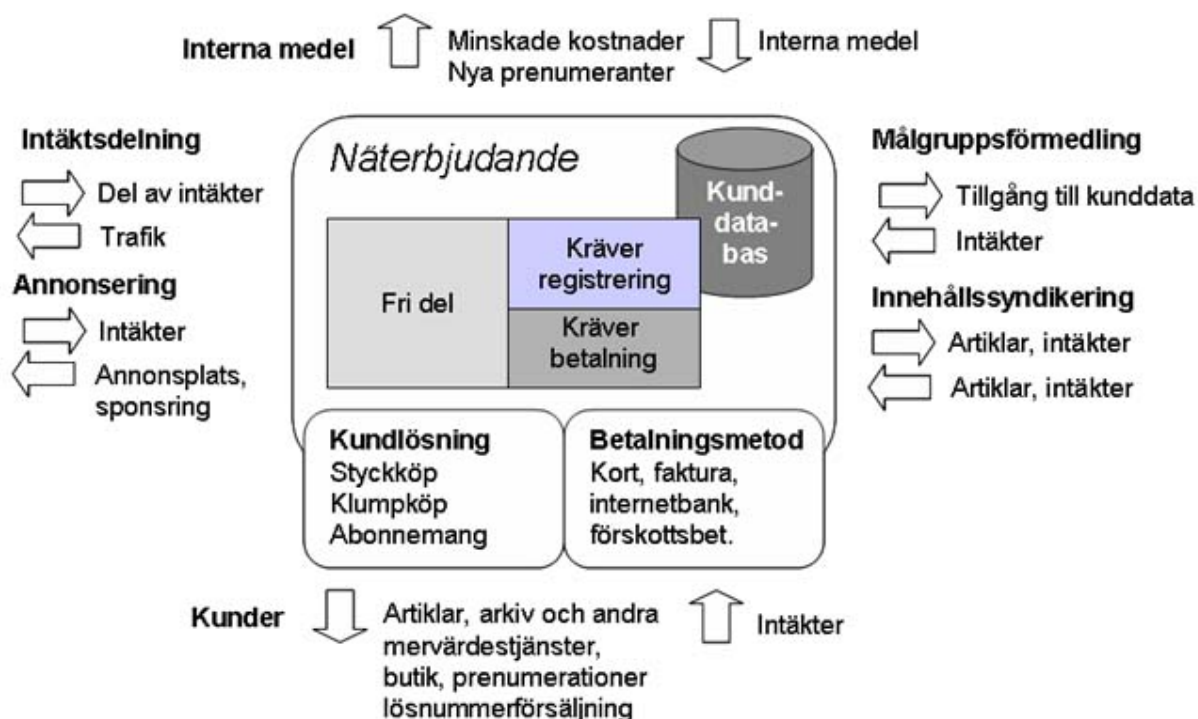 Interna medel
Minskade kostnader
Nya prenumeranter
Interna medel
Intäktsdelning
Del av intäkter
Trafik
Annonsering
Intäkter
Annonsplats,
sponsring
Näterbjudande
Kund-
data-
bas
Fri del
Kräver
registrering
Kräver
betalning
Målgruppsförmedling
Tillgång till kunddata
Intäkter
Innehållssyndikering
Artiklar, intäkter
Artiklar, intäkter
Kundlösning
Styckköp
Klumpköp
Abonnemang
Betalningsmetod
Kort, faktura,
internetbank,
förskottsbet.
Kunder
Artiklar, arkiv och andra
mervärdestjänster,
butik, prenumerationer
lösnummerförsäljning
Intäkter